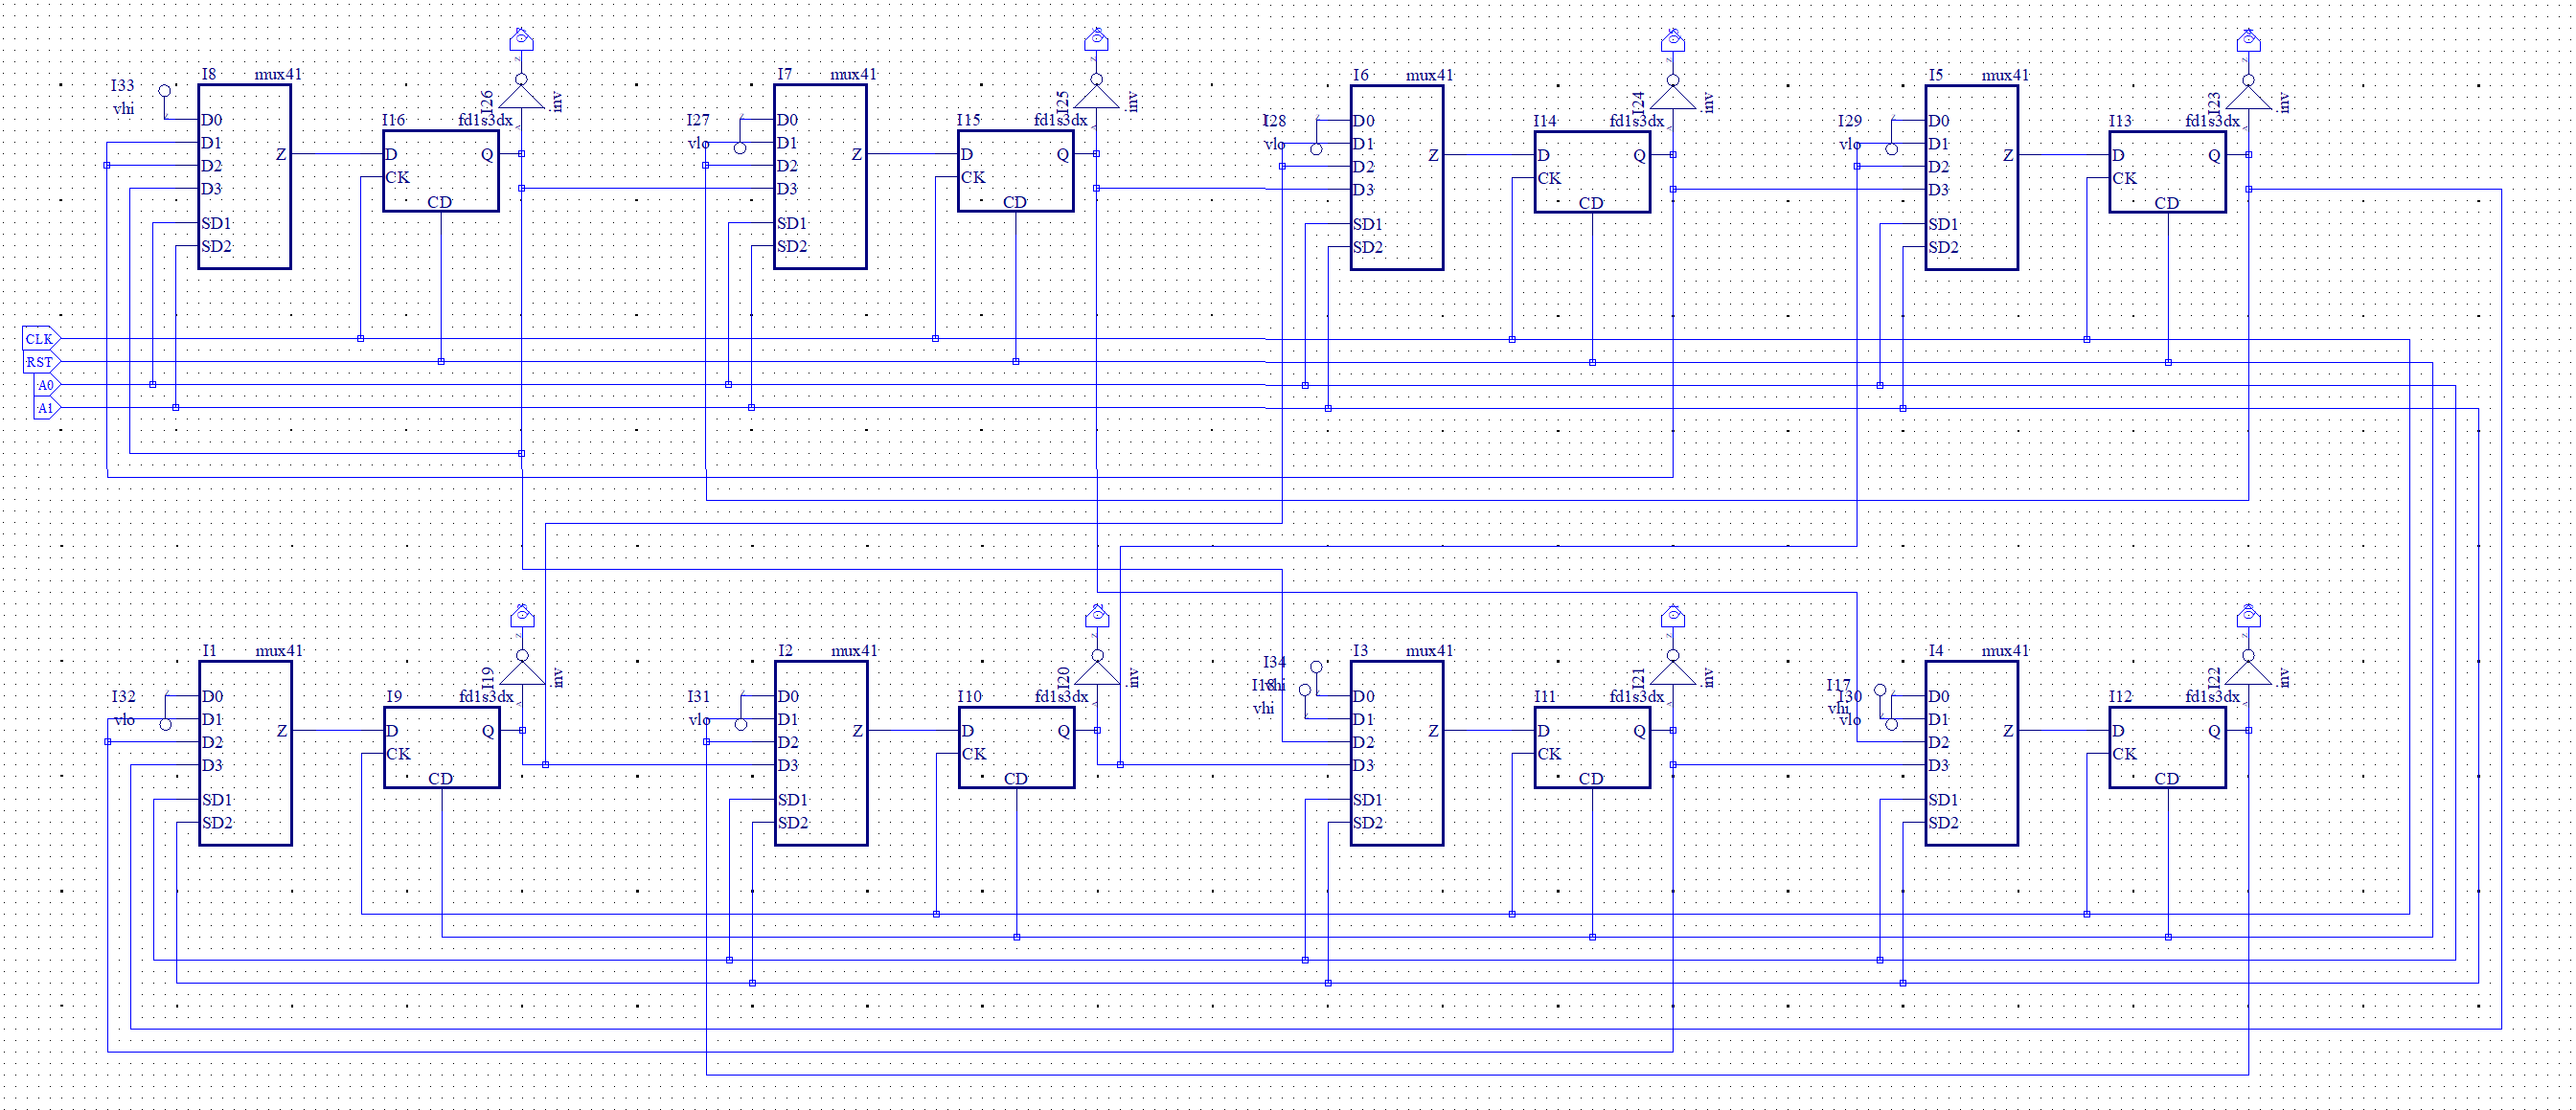 I33
vhi
I8 mux41
D0
D1
D2
D3
SD1
SD2
Z
I16 fd1s3dx
D
CK
CD
Q
I26
inv
Z
A
I27
vlo
I7 mux41
D0
D1
D2
D3
SD1
SD2
Z
I15 fd1s3dx
D
CK
CD
Q
I25
inv
Z
A
I28
vlo
I6 mux41
D0
D1
D2
D3
SD1
SD2
Z
I14 fd1s3dx
D
CK
CD
Q
I24
inv
Z
A
I29
vlo
I5 mux41
D0
D1
D2
D3
SD1
SD2
Z
I13 fd1s3dx
D
CK
CD
Q
I23
inv
Z
A
CLK
RST
A0
A1
I32
vlo
I1 mux41
D0
D1
D2
D3
SD1
SD2
Z
I9 fd1s3dx
D
CK
CD
Q
I19
inv
Z
A
I31
vlo
I2 mux41
D0
D1
D2
D3
SD1
SD2
Z
I10 fd1s3dx
D
CK
CD
Q
I20
inv
Z
A
I34
vhi
I18
vhi
I3 mux41
D0
D1
D2
D3
SD1
SD2
Z
I11 fd1s3dx
D
CK
CD
Q
I21
inv
Z
A
I17
vhi
I30
vlo
I4 mux41
D0
D1
D2
D3
SD1
SD2
Z
I12 fd1s3dx
D
CK
CD
Q
I22
inv
Z
A